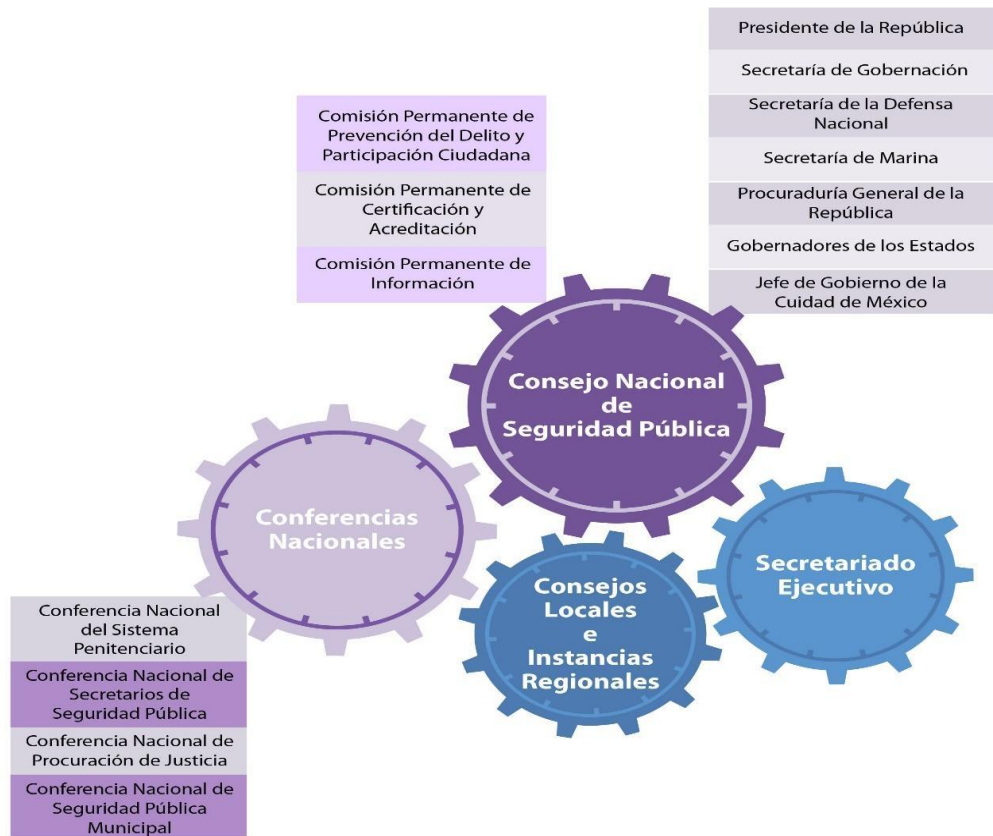 Presidente de la República
Secretaría de Gobernación
Secretaría de la Defensa
Nacional
Secretaría de Marina
Procuraduría General de la
República
Gobernadores de los Estados
Jefe de Gobierno de la
Cuidad de México
Comisión Permanente de
Prevención del Delito y
Participación Ciudadana
Comisión Permanente de
Certificación y
Acreditación
Comisión Permanente de
Información
Consejo Nacional
de
Seguridad Pública
Conferencias
Nacionales
Consejos
Locales
e
Instancias
Regionales
Secretariado
Ejecutivo
Conferencia Nacional
del Sistema
Penitenciario
Conferencia Nacional de
Secretarios de
Seguridad Pública
Conferencia Nacional de
Procuración de Justicia
Conferencia Nacional de
Seguridad Pública
Municipal